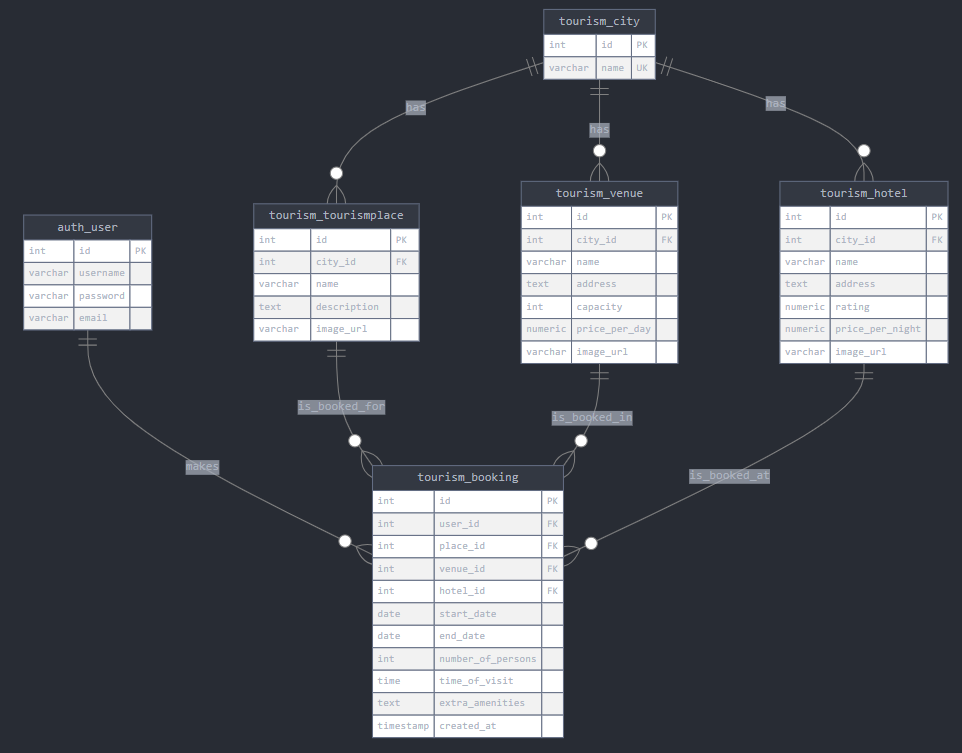 tourism_city
int id PK
varchar name UK
has
has
has
tourism_tourismplace
int id PK
int city_id FK
varchar name
text description
varchar image_url
tourism_venue
int id PK
int city_id FK
varchar name
text address
int capacity
numeric price_per_day
varchar image_url
tourism_hotel
int id PK
int city_id FK
varchar name
text address
numeric rating
numeric price_per_night
varchar image_url
auth_user
int id PK
varchar username
varchar password
varchar email
is_booked_for
is_booked_in
makes
is_booked_at
tourism_booking
int id PK
int user_id FK
int place_id FK
int venue_id FK
int hotel_id FK
date start_date
date end_date
int number_of_persons
time time_of_visit
text extra_amenities
timestamp created_at